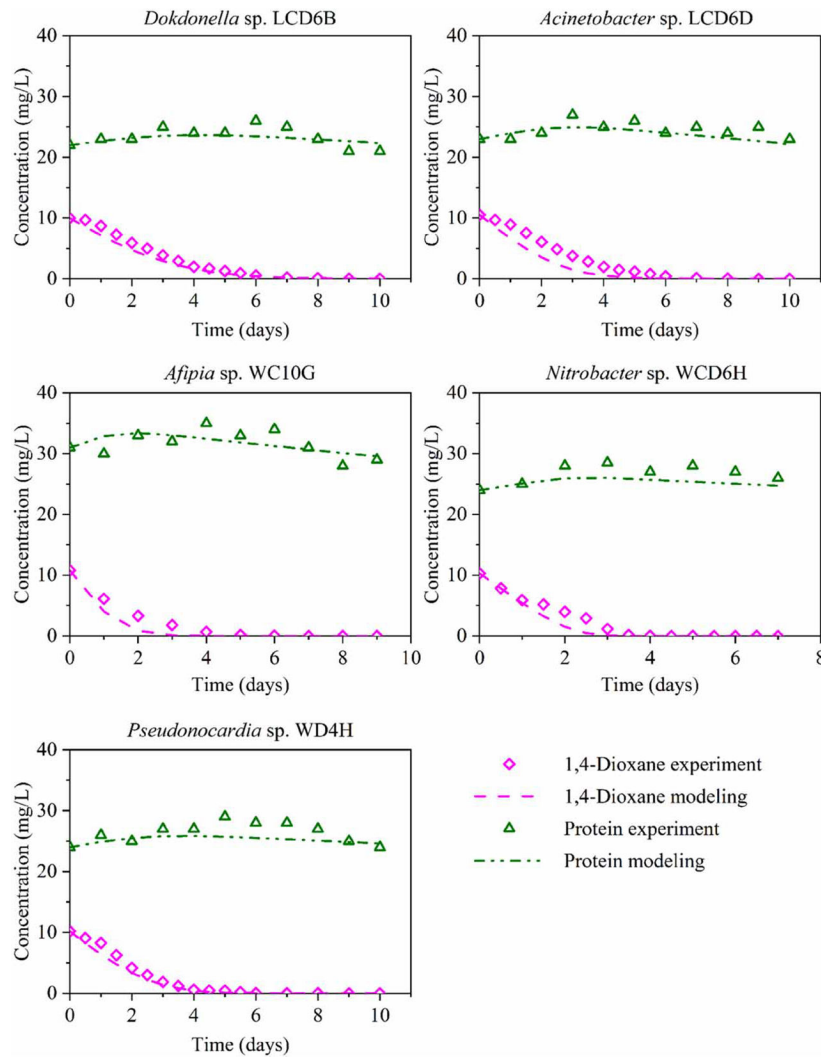 Dokdonella sp. LCD6B
40
30
20
10
0
Concentration (mg/L)
0 2 4 6 8 10
Time (days)
Acinetobacter sp. LCD6D
40
30
20
10
0
Concentration (mg/L)
0 2 4 6 8 10
Time (days)
Afipia sp. WC10G
40
30
20
10
0
Concentration (mg/L)
0 2 4 6 8 10
Time (days)
Nitrobacter sp. WCD6H
40
30
20
10
0
Concentration (mg/L)
0 2 4 6 8
Time (days)
Pseudonocardia sp. WD4H
40
30
20
10
0
Concentration (mg/L)
0 2 4 6 8 10
Time (days)
1,4-Dioxane experiment
1,4-Dioxane modeling
Protein experiment
Protein modeling